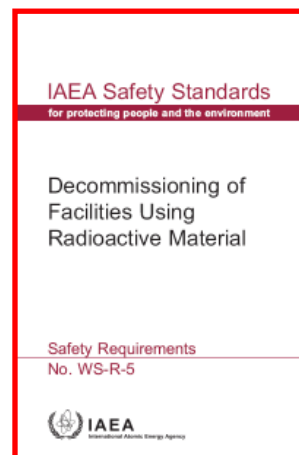 IAEA Safety Standards
for protecting people and the environment
Decommissioning of
Facilities Using
Radioactive Material
Safety Requirements
No. WS-R-5
IAEA
International Atomic Energy Agency